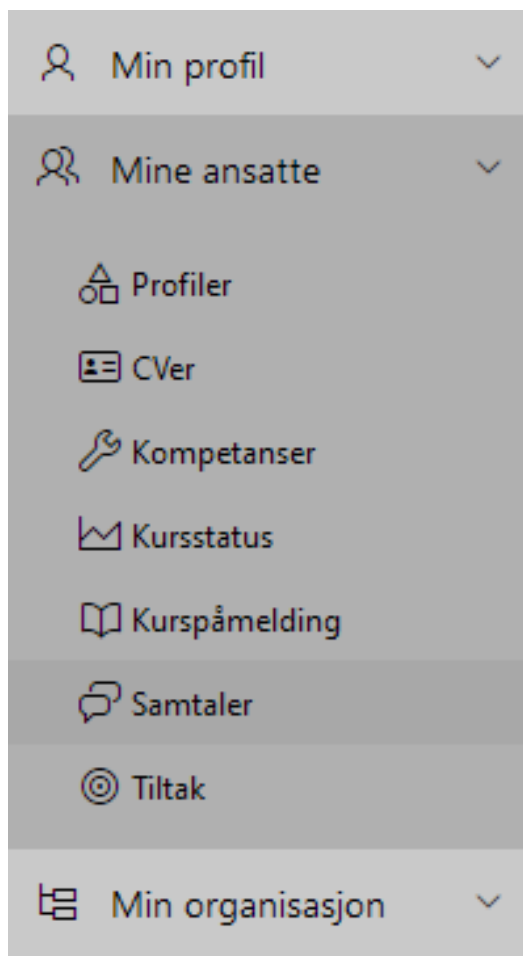 Min profil
Mine ansatte
Profiler
CVer
Kompetanser
Kursstatus
Kurspåmelding
Samtaler
Tiltak
Min organisasjon